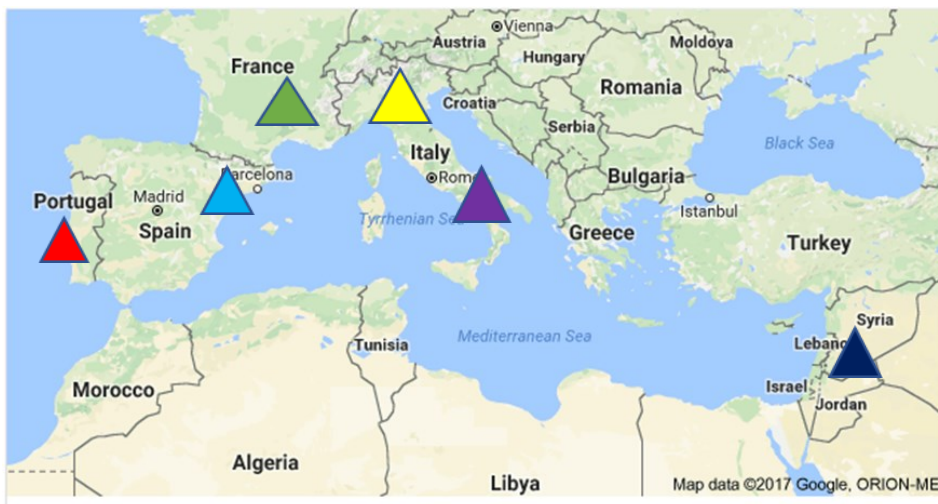 Vienna
Austria
Moldova
Hungary
France
Romania
Croatia
Serbia
Black Sea
Italy
Barcelona
Rome
Bulgaria
Madrid
Portugal
Istanbul
Tyrrhenian Sea
Spain
Greece
Turkey
Syria
Mediterranean Sea
Tunisia
Lebano
Israel
Morocco
Jordan
Algeria
Libya
Map data ©2017 Google, ORION-ME